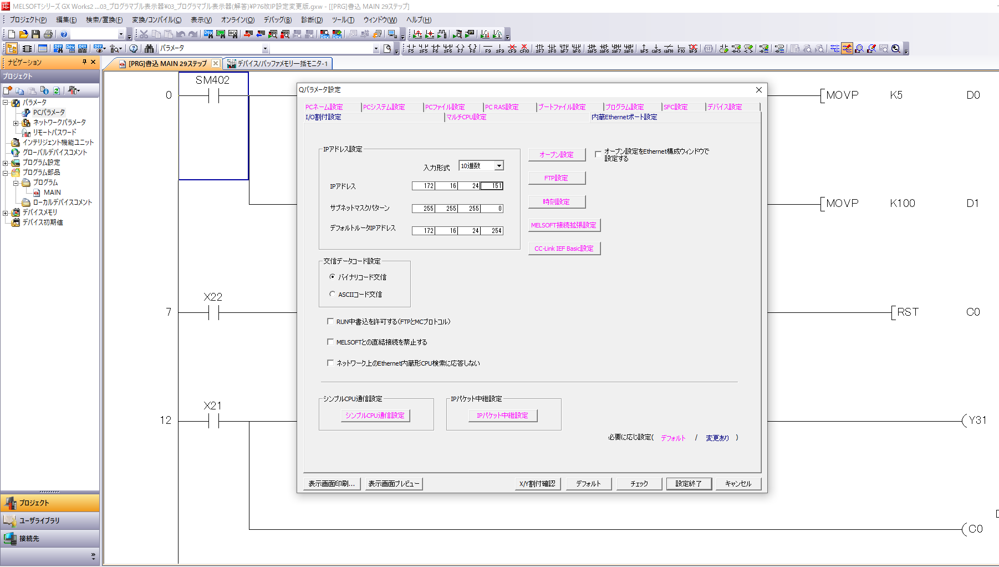 MELSOFTシリーズ GX Works2 ...03_プログラマブル表示器¥03_プログラマブル表示器(解答)¥P76改IP設定変更版.gxw - [[PRG]書込 MAIN 29ステップ]
プロジェクト(P) 編集(E) 検索/置換(F) 変換/コンパイル(C) 表示(V) オンライン(O) デバッグ(B) 診断(D) ツール(T) ウィンドウ(W) ヘルプ(H)
パラメータ
F5 sF5 F6 sF6 F7 F8 F9 sF9 cF9 cF10 sF7 sF8 aF7 aF8 saF5 saF6 saF7 saF8 aF5 caF5 caF10 F10 aF9
ナビゲーション
[PRG]書込 MAIN 29ステップ
デバイス/バッファメモリ一括モニタ-1
プロジェクト
パラメータ
PCパラメータ
ネットワークパラメータ
リモートパスワード
インテリジェント機能ユニット
グローバルデバイスコメント
プログラム設定
プログラム部品
プログラム
MAIN
ローカルデバイスコメント
デバイスメモリ
デバイス初期値
プロジェクト
ユーザライブラリ
接続先
0 SM402
MOVP K5 D0
MOVP K100 D1
7 X22
RST C0
12 X21
Y31
C0
Qパラメータ設定
PCネーム設定 PCシステム設定 PCファイル設定 PC RAS設定 ブートファイル設定 プログラム設定 SFC設定 デバイス設定
I/O割付設定 マルチCPU設定 内蔵Ethernetポート設定
IPアドレス設定
入力形式 10進数
IPアドレス 172 16 24 151
サブネットマスクパターン 255 255 255 0
デフォルトルータIPアドレス 172 16 24 254
オープン設定
オープン設定をEthernet構成ウィンドウで
設定する
FTP設定
時刻設定
MELSOFT接続拡張設定
CC-Link IEF Basic設定
交信データコード設定
バイナリコード交信
ASCIIコード交信
RUN中書込を許可する(FTPとMCプロトコル)
MELSOFTとの直結接続を禁止する
ネットワーク上のEthernet内蔵形CPU検索に応答しない
シンプルCPU通信設定
シンプルCPU通信設定
IPパケット中継設定
IPパケット中継設定
必要に応じ設定( デフォルト / 変更あり )
表示画面印刷... 表示画面プレビュー X/Y割付確認 デフォルト チェック 設定終了 キャンセル